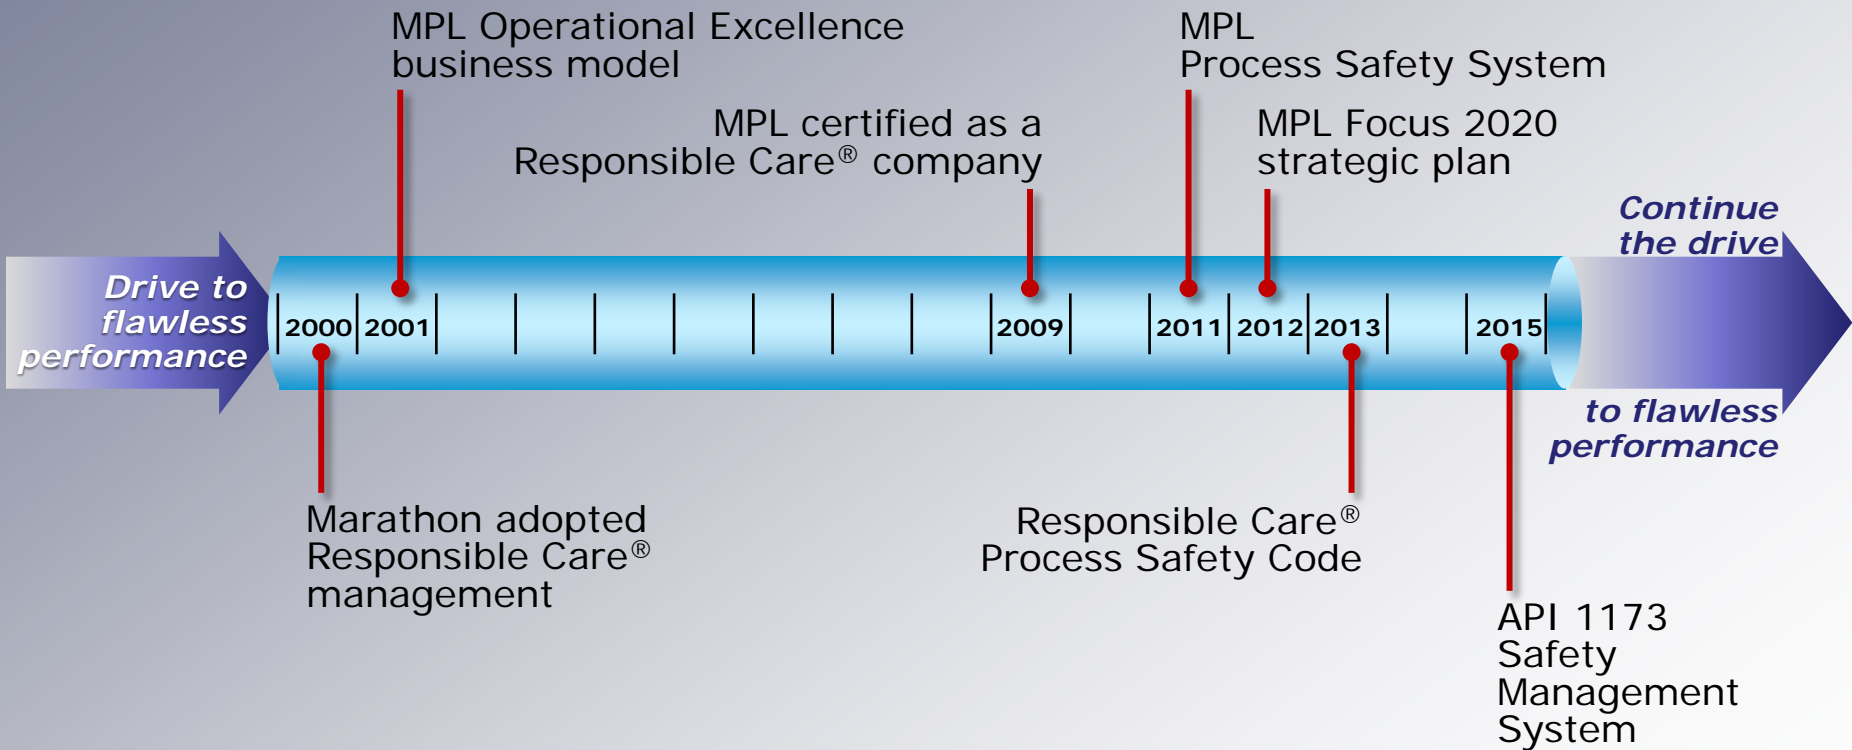 MPL Operational Excellence
business model
MPL
Process Safety System
MPL certified as a
Responsible Care® company
MPL Focus 2020
strategic plan
Drive to
flawless
performance
2000
2001
2009
2011
2012
2013
2015
Continue
the drive
to flawless
performance
Marathon adopted
Responsible Care®
management
Responsible Care®
Process Safety Code
API 1173
Safety
Management
System